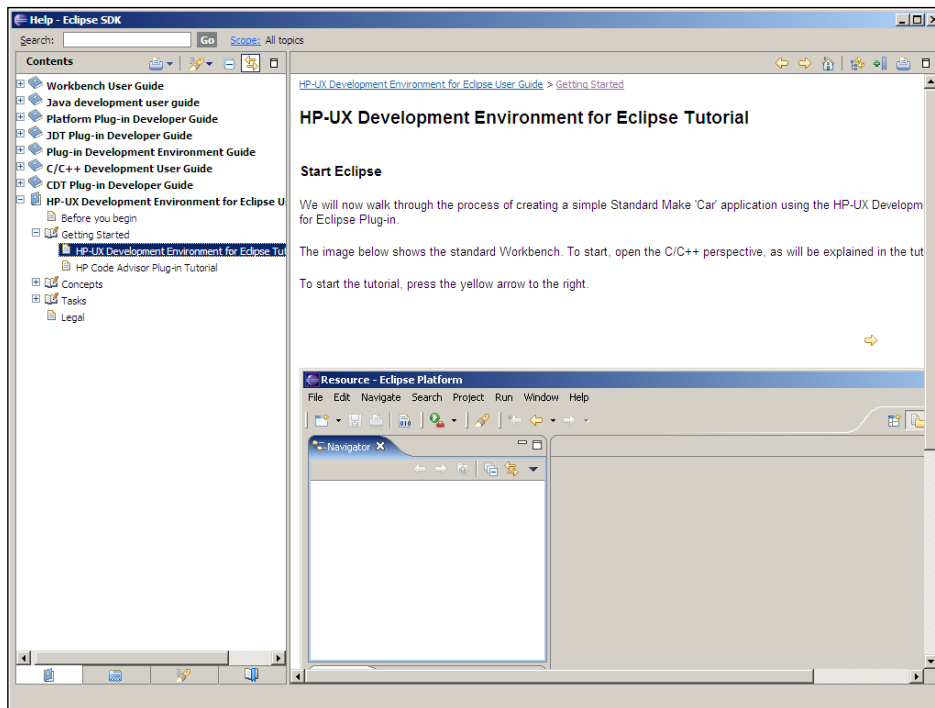 Help - Eclipse SDK
Search: Go Scope: All topics
Contents
Workbench User Guide
Java development user guide
Platform Plug-in Developer Guide
JDT Plug-in Developer Guide
Plug-in Development Environment Guide
C/C++ Development User Guide
CDT Plug-in Developer Guide
HP-UX Development Environment for Eclipse U
Before you begin
Getting Started
HP-UX Development Environment for Eclipse Tut
HP Code Advisor Plug-in Tutorial
Concepts
Tasks
Legal
HP-UX Development Environment for Eclipse User Guide > Getting Started
HP-UX Development Environment for Eclipse Tutorial
Start Eclipse
We will now walk through the process of creating a simple Standard Make 'Car' application using the HP-UX Developm
for Eclipse Plug-in.
The image below shows the standard Workbench. To start, open the C/C++ perspective, as will be explained in the tut
To start the tutorial, press the yellow arrow to the right.
Resource - Eclipse Platform
File Edit Navigate Search Project Run Window Help
010
Navigator